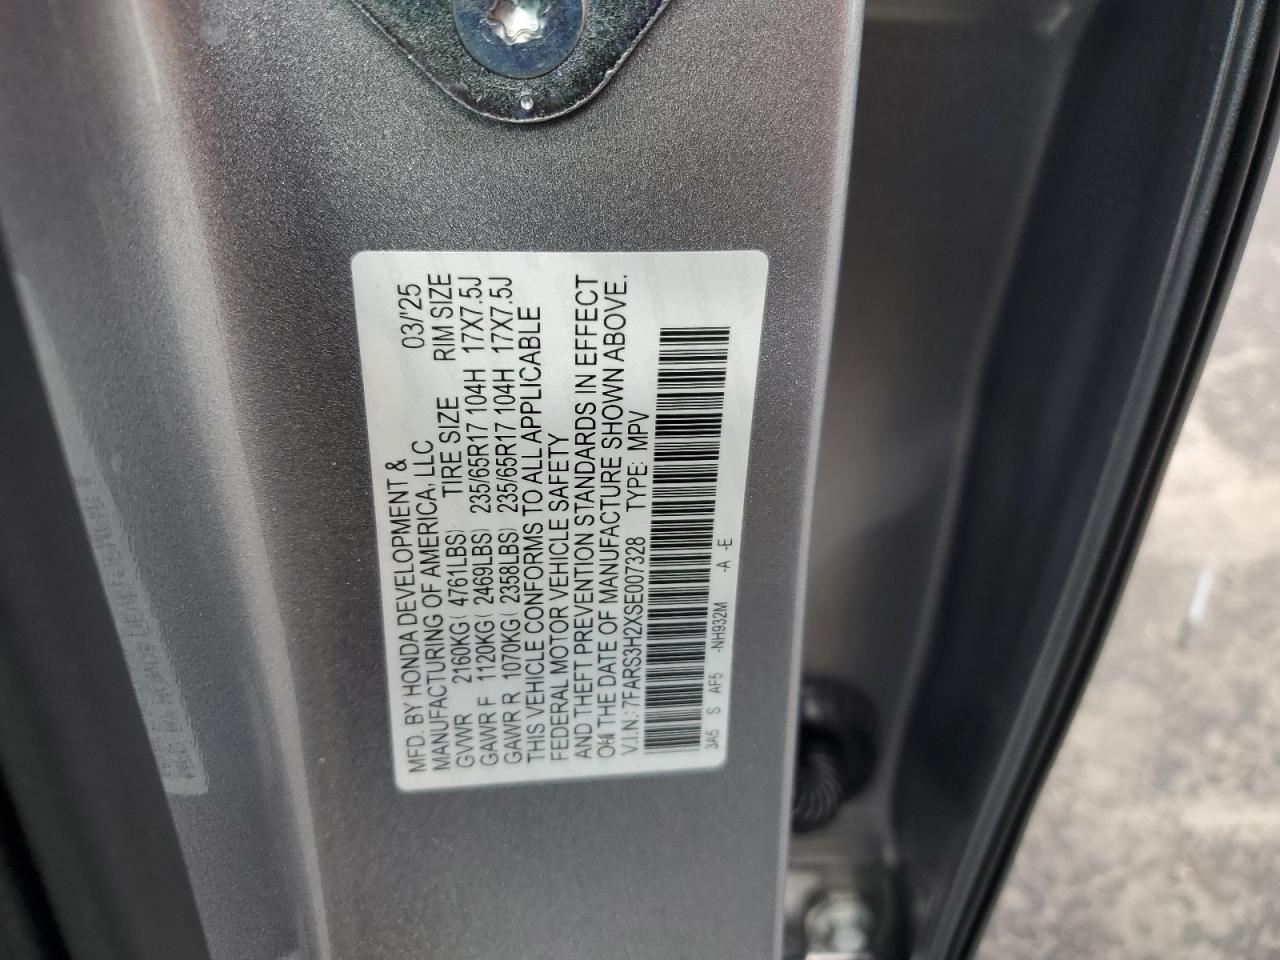 MFD. BY HONDA DEVELOPMENT & 03/'25
MANUFACTURING OF AMERICA, LLC
TIRE SIZE RIM SIZE
GVWR 2160KG( 4761LBS)
GAWR F 1120KG( 2469LBS) 235/65R17 104H 17X7.5J
GAWR R 1070KG( 2358LBS) 235/65R17 104H 17X7.5J
THIS VEHICLE CONFORMS TO ALL APPLICABLE
FEDERAL MOTOR VEHICLE SAFETY
AND THEFT PREVENTION STANDARDS IN EFFECT
ON THE DATE OF MANUFACTURE SHOWN ABOVE.
V.I.N.: 7FARS3H2XSE007328 TYPE: MPV
3A5 S AF5 -NH932M -A -E